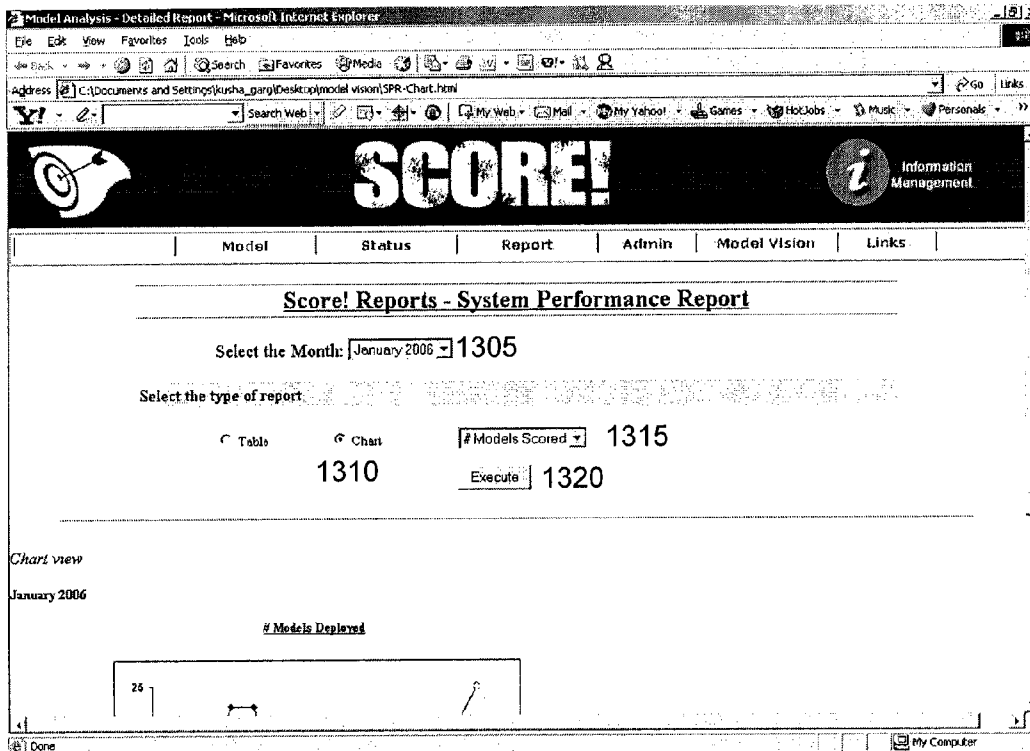 Model Analysis - Detailed Report - Microsoft Internet Explorer
File Edit View Favorites Tools Help
Back Search Favorites Media
Address C:\Documents and Settings\kusha_garg\Desktop\model vision\SPR-Chart.html Go Links
Y! Search Web My Web Mail My Yahoo! Games HotJobs Music Personals
SCORE!
i Information
Management
Model Status Report Admin Model Vision Links
Score! Reports - System Performance Report
Select the Month: January 2006 1305
Select the type of report
Table Chart # Models Scored 1315
1310 Execute 1320
Chart view
January 2006
# Models Deployed
25
Done My Computer